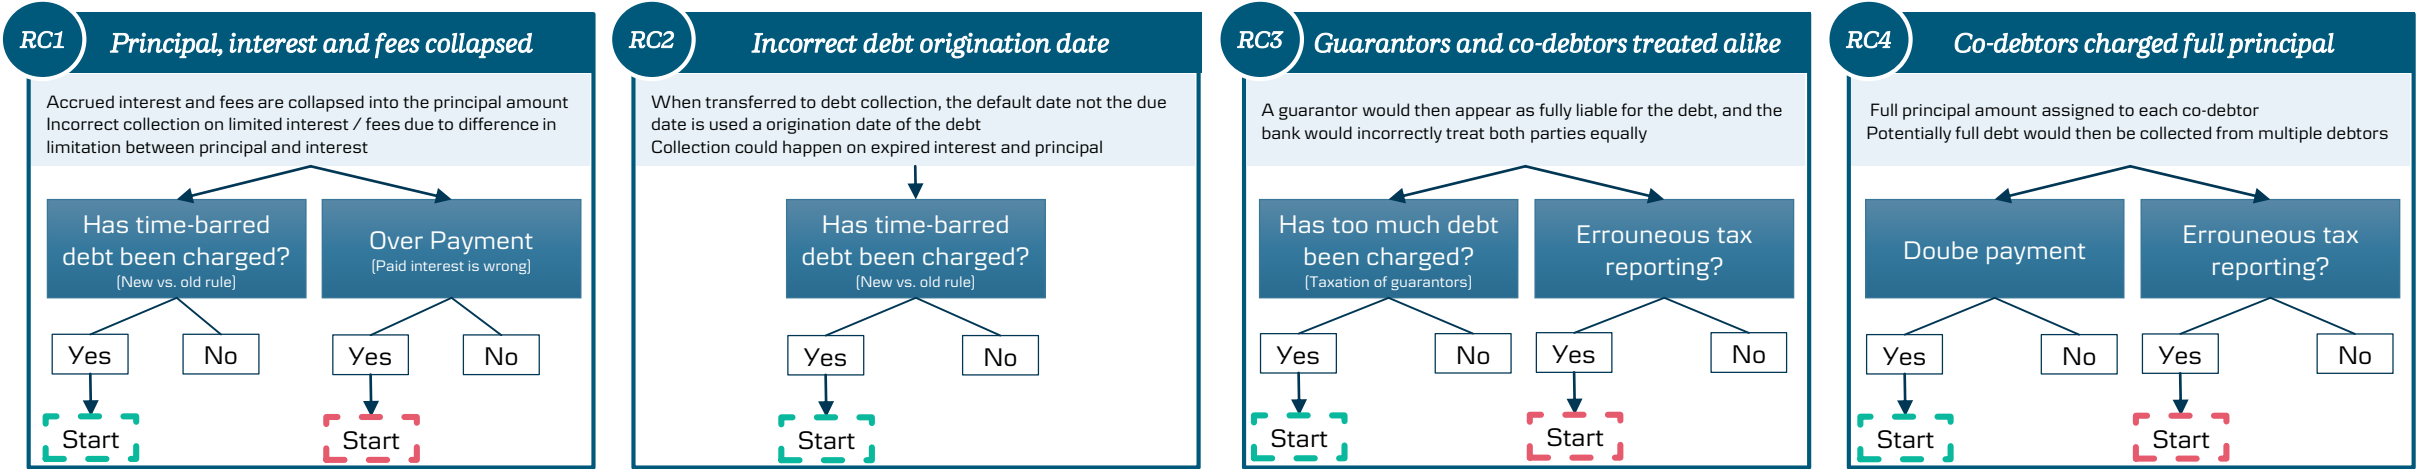 RC1
Principal, interest and fees collapsed
Accrued interest and fees are collapsed into the principal amount
Incorrect collection on limited interest / fees due to difference in
limitation between principal and interest
Has time-barred
debt been charged?
(New vs. old rule)
Over Payment
(Paid interest is wrong)
Yes
No
Yes
No
Start
Start
RC2
Incorrect debt origination date
When transferred to debt collection, the default date not the due
date is used a origination date of the debt
Collection could happen on expired interest and principal
Has time-barred
debt been charged?
(New vs. old rule)
Yes
No
Start
RC3
Guarantors and co-debtors treated alike
A guarantor would then appear as fully liable for the debt, and the
bank would incorrectly treat both parties equally
Has too much debt
been charged?
(Taxation of guarantors)
Errouneous tax
reporting?
Yes
No
Yes
No
Start
Start
RC4
Co-debtors charged full principal
Full principal amount assigned to each co-debtor
Potentially full debt would then be collected from multiple debtors
Doube payment
Errouneous tax
reporting?
Yes
No
Yes
No
Start
Start